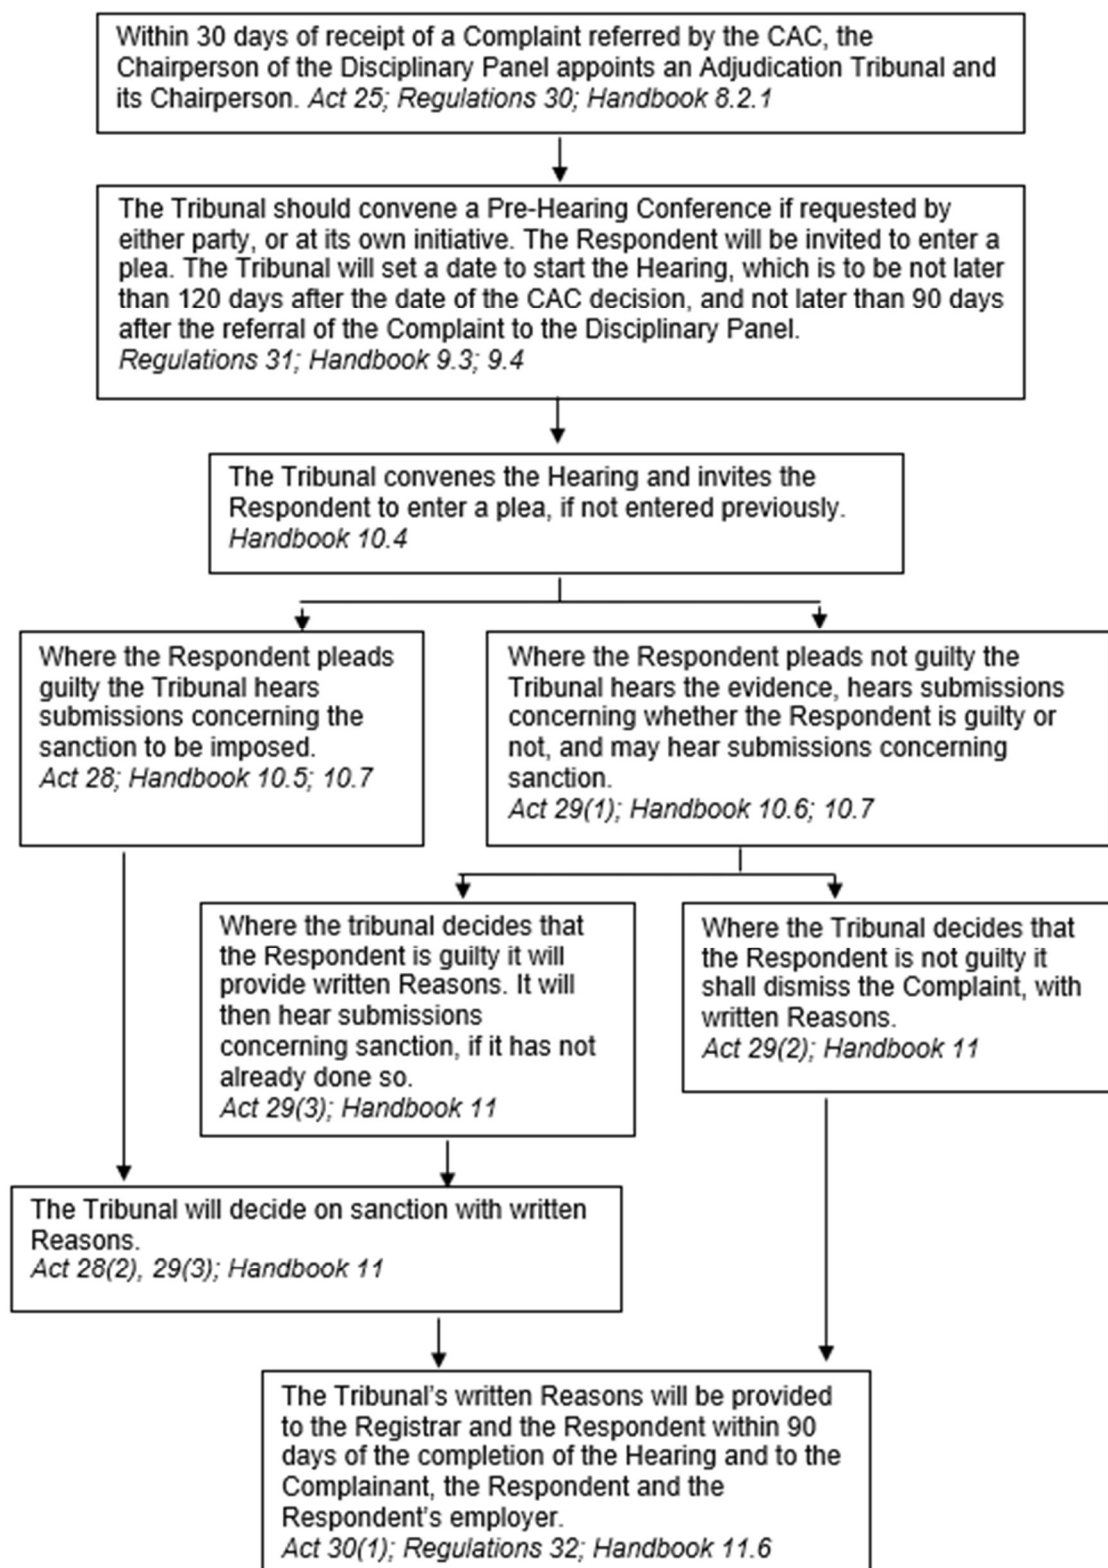 Within 30 days of receipt of a Complaint referred by the CAC, the
Chairperson of the Disciplinary Panel appoints an Adjudication Tribunal and
its Chairperson. Act 25; Regulations 30; Handbook 8.2.1
The Tribunal should convene a Pre-Hearing Conference if requested by
either party, or at its own initiative. The Respondent will be invited to enter a
plea. The Tribunal will set a date to start the Hearing, which is to be not later
than 120 days after the date of the CAC decision, and not later than 90 days
after the referral of the Complaint to the Disciplinary Panel.
Regulations 31; Handbook 9.3; 9.4
The Tribunal convenes the Hearing and invites the
Respondent to enter a plea, if not entered previously.
Handbook 10.4
Where the Respondent pleads
guilty the Tribunal hears
submissions concerning the
sanction to be imposed.
Act 28; Handbook 10.5; 10.7
Where the Respondent pleads not guilty the
Tribunal hears the evidence, hears submissions
concerning whether the Respondent is guilty or
not, and may hear submissions concerning
sanction.
Act 29(1); Handbook 10.6; 10.7
Where the tribunal decides that
the Respondent is guilty it will
provide written Reasons. It will
then hear submissions
concerning sanction, if it has not
already done so.
Act 29(3); Handbook 11
Where the Tribunal decides that
the Respondent is not guilty it
shall dismiss the Complaint, with
written Reasons.
Act 29(2); Handbook 11
The Tribunal will decide on sanction with written
Reasons.
Act 28(2), 29(3); Handbook 11
The Tribunal's written Reasons will be provided
to the Registrar and the Respondent within 90
days of the completion of the Hearing and to the
Complainant, the Respondent and the
Respondent's employer.
Act 30(1); Regulations 32; Handbook 11.6